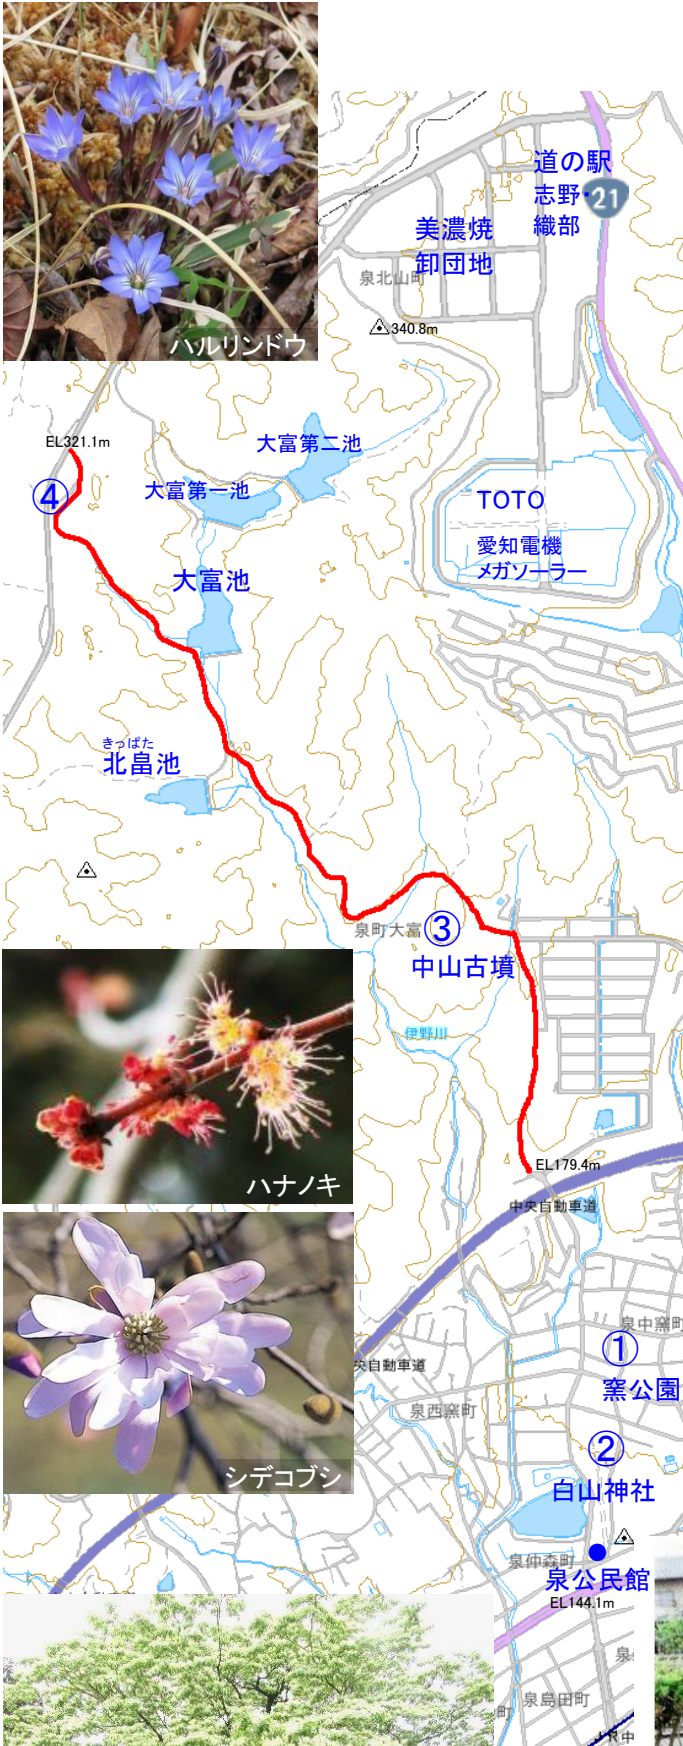 ハルリンドウ
道の駅
志野・
織部
21
美濃焼
卸団地
泉北山町
340.8m
EL321.1m
大富第二池
④
大富第一池
TOTO
愛知電機
メガソーラー
大富池
きっぱた
北畠池
泉町大富
③
中山古墳
伊野川
ハナノキ
EL179.4m
中央自動車道
泉中窯町
①
窯公園
央自動車道
泉西窯町
②
シデコブシ
白山神社
泉仲森町
泉公民館
EL144.1m
泉
泉島田町
町
JR中